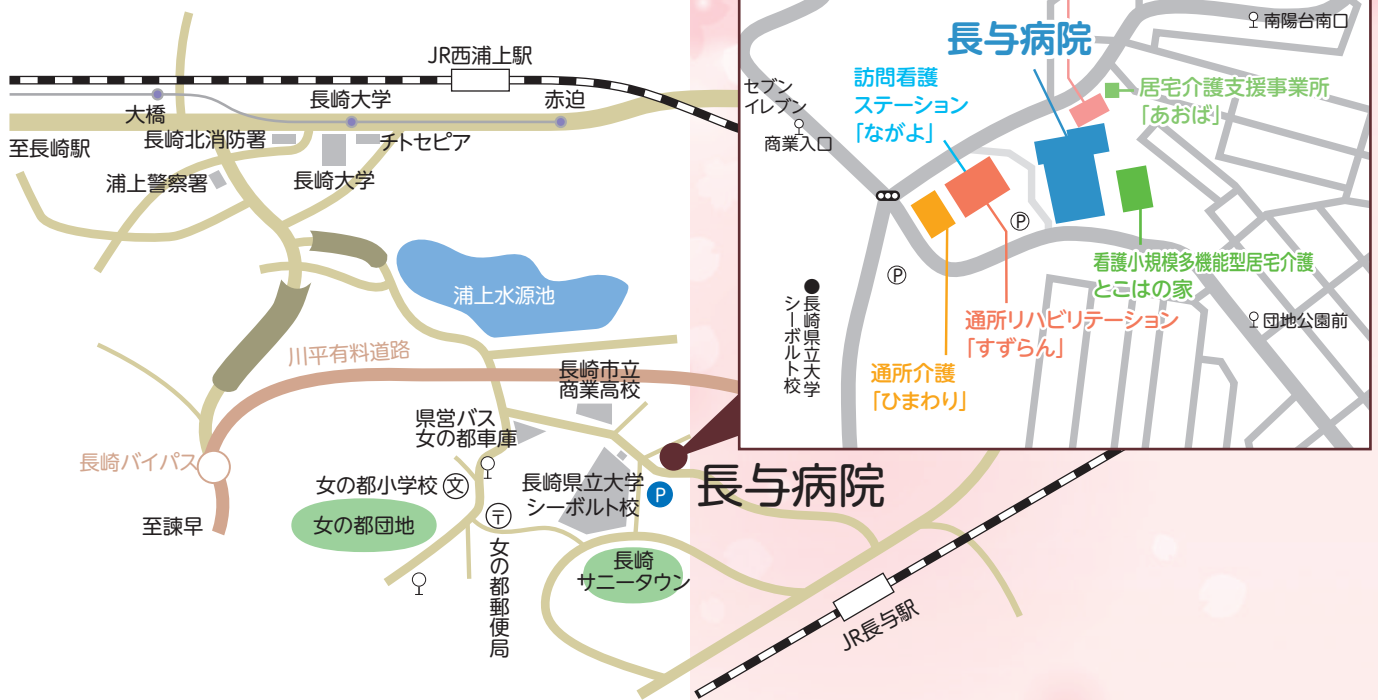 JR西浦上駅
大橋
長崎大学
赤迫
至長崎駅
長崎北消防署
チトセピア
浦上警察署
長崎大学
浦上水源池
川平有料道路
長崎市立
商業高校
県営バス
女の都車庫
長崎バイパス
女の都小学校
文
長崎県立大学
シーボルト校
P
長与病院
至諫早
女の都団地
〒
女の都郵便局
長崎
サニータウン
JR長与駅
長与病院
南陽台南口
セブン
イレブン
商業入口
訪問看護
ステーション
「ながよ」
居宅介護支援事業所
「あおば」
P
P
看護小規模多機能型居宅介護
とこはの家
長崎県立大学
シーボルト校
通所リハビリテーション
「すずらん」
団地公園前
通所介護
「ひまわり」